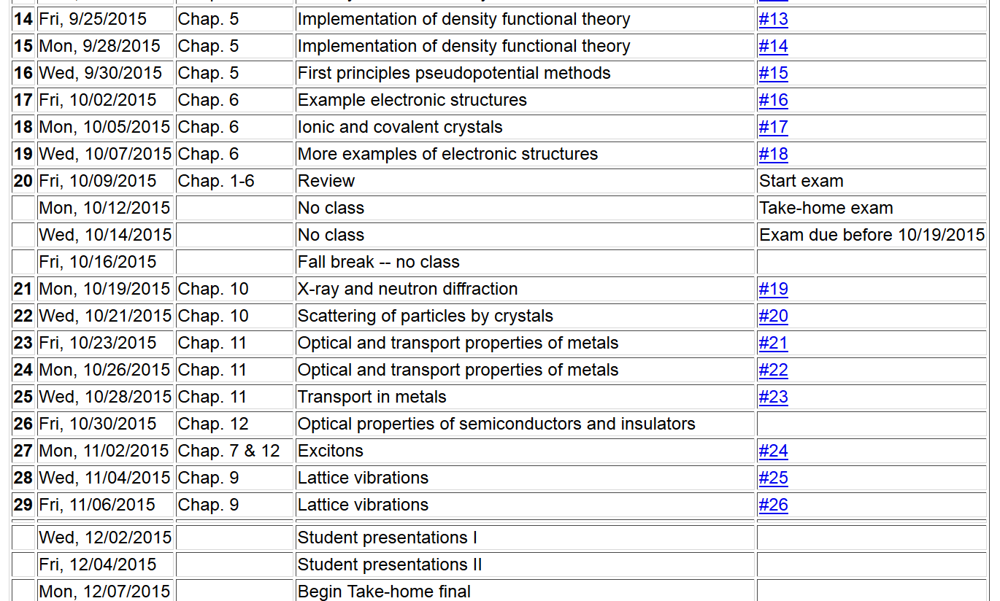 14 Fri, 9/25/2015 Chap. 5 Implementation of density functional theory #13
15 Mon, 9/28/2015 Chap. 5 Implementation of density functional theory #14
16 Wed, 9/30/2015 Chap. 5 First principles pseudopotential methods #15
17 Fri, 10/02/2015 Chap. 6 Example electronic structures #16
18 Mon, 10/05/2015 Chap. 6 Ionic and covalent crystals #17
19 Wed, 10/07/2015 Chap. 6 More examples of electronic structures #18
20 Fri, 10/09/2015 Chap. 1-6 Review Start exam
Mon, 10/12/2015 No class Take-home exam
Wed, 10/14/2015 No class Exam due before 10/19/2015
Fri, 10/16/2015 Fall break -- no class
21 Mon, 10/19/2015 Chap. 10 X-ray and neutron diffraction #19
22 Wed, 10/21/2015 Chap. 10 Scattering of particles by crystals #20
23 Fri, 10/23/2015 Chap. 11 Optical and transport properties of metals #21
24 Mon, 10/26/2015 Chap. 11 Optical and transport properties of metals #22
25 Wed, 10/28/2015 Chap. 11 Transport in metals #23
26 Fri, 10/30/2015 Chap. 12 Optical properties of semiconductors and insulators
27 Mon, 11/02/2015 Chap. 7 & 12 Excitons #24
28 Wed, 11/04/2015 Chap. 9 Lattice vibrations #25
29 Fri, 11/06/2015 Chap. 9 Lattice vibrations #26
Wed, 12/02/2015 Student presentations I
Fri, 12/04/2015 Student presentations II
Mon, 12/07/2015 Begin Take-home final